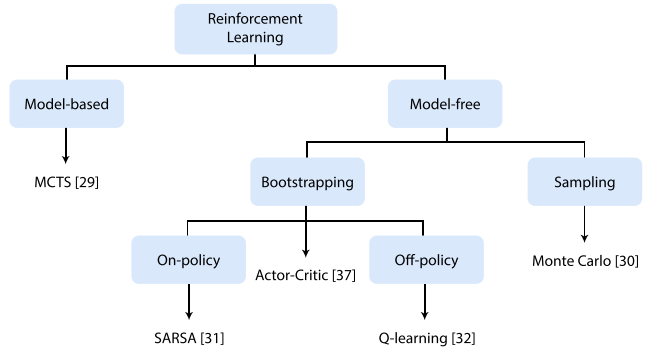 Reinforcement
Learning
Model-based
Model-free
MCTS [29]
Bootstrapping
Sampling
On-policy
Actor-Critic [37]
Off-policy
Monte Carlo [30]
SARSA [31]
Q-learning [32]